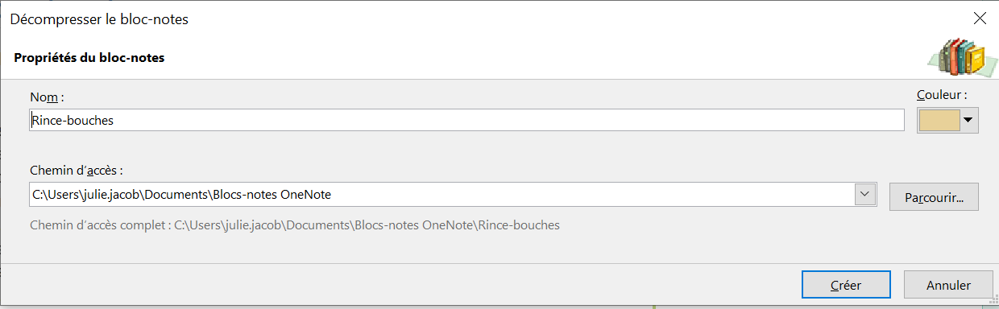 Décompresser le bloc-notes
Propriétés du bloc-notes
Nom :
Couleur :
Rince-bouches
Chemin d'accès :
C:\Users\julie.jacob\Documents\Blocs-notes OneNote
Parcourir...
Chemin d'accès complet : C:\Users\julie.jacob\Documents\Blocs-notes OneNote\Rince-bouches
Créer
Annuler